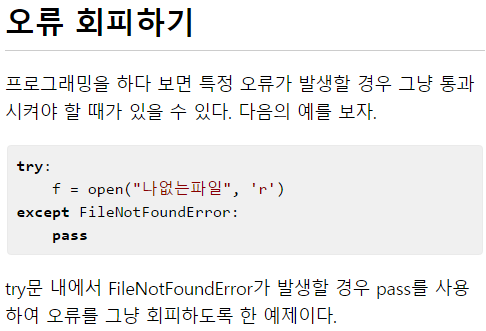 오류 회피하기
프로그래밍을 하다 보면 특정 오류가 발생할 경우 그냥 통과
시켜야 할 때가 있을 수 있다. 다음의 예를 보자.
try:
    f = open("나없는파일", 'r')
except FileNotFoundError:
    pass
try문 내에서 FileNotFoundError가 발생할 경우 pass를 사용
하여 오류를 그냥 회피하도록 한 예제이다.